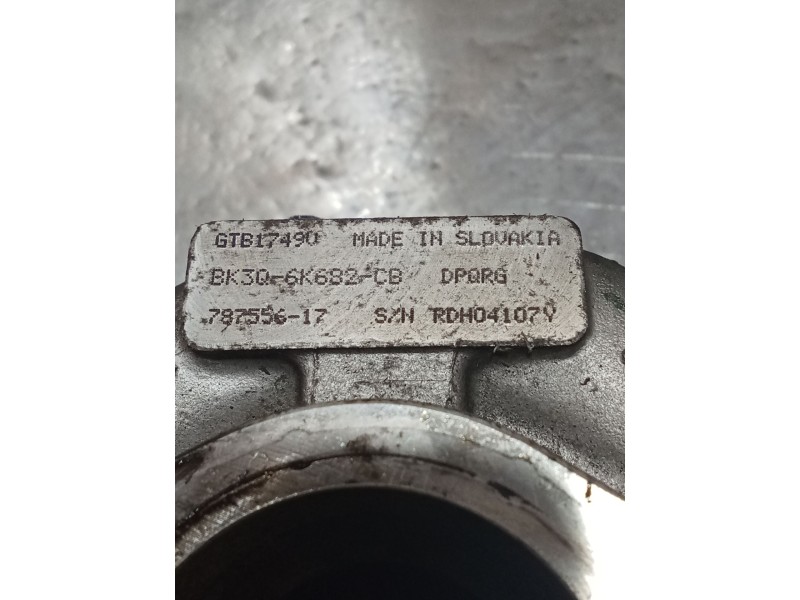 GTB1749V MADE IN SLOVAKIA
BK3Q-6K682-CB DPQRG
787556-17 S/N RDH04107Y